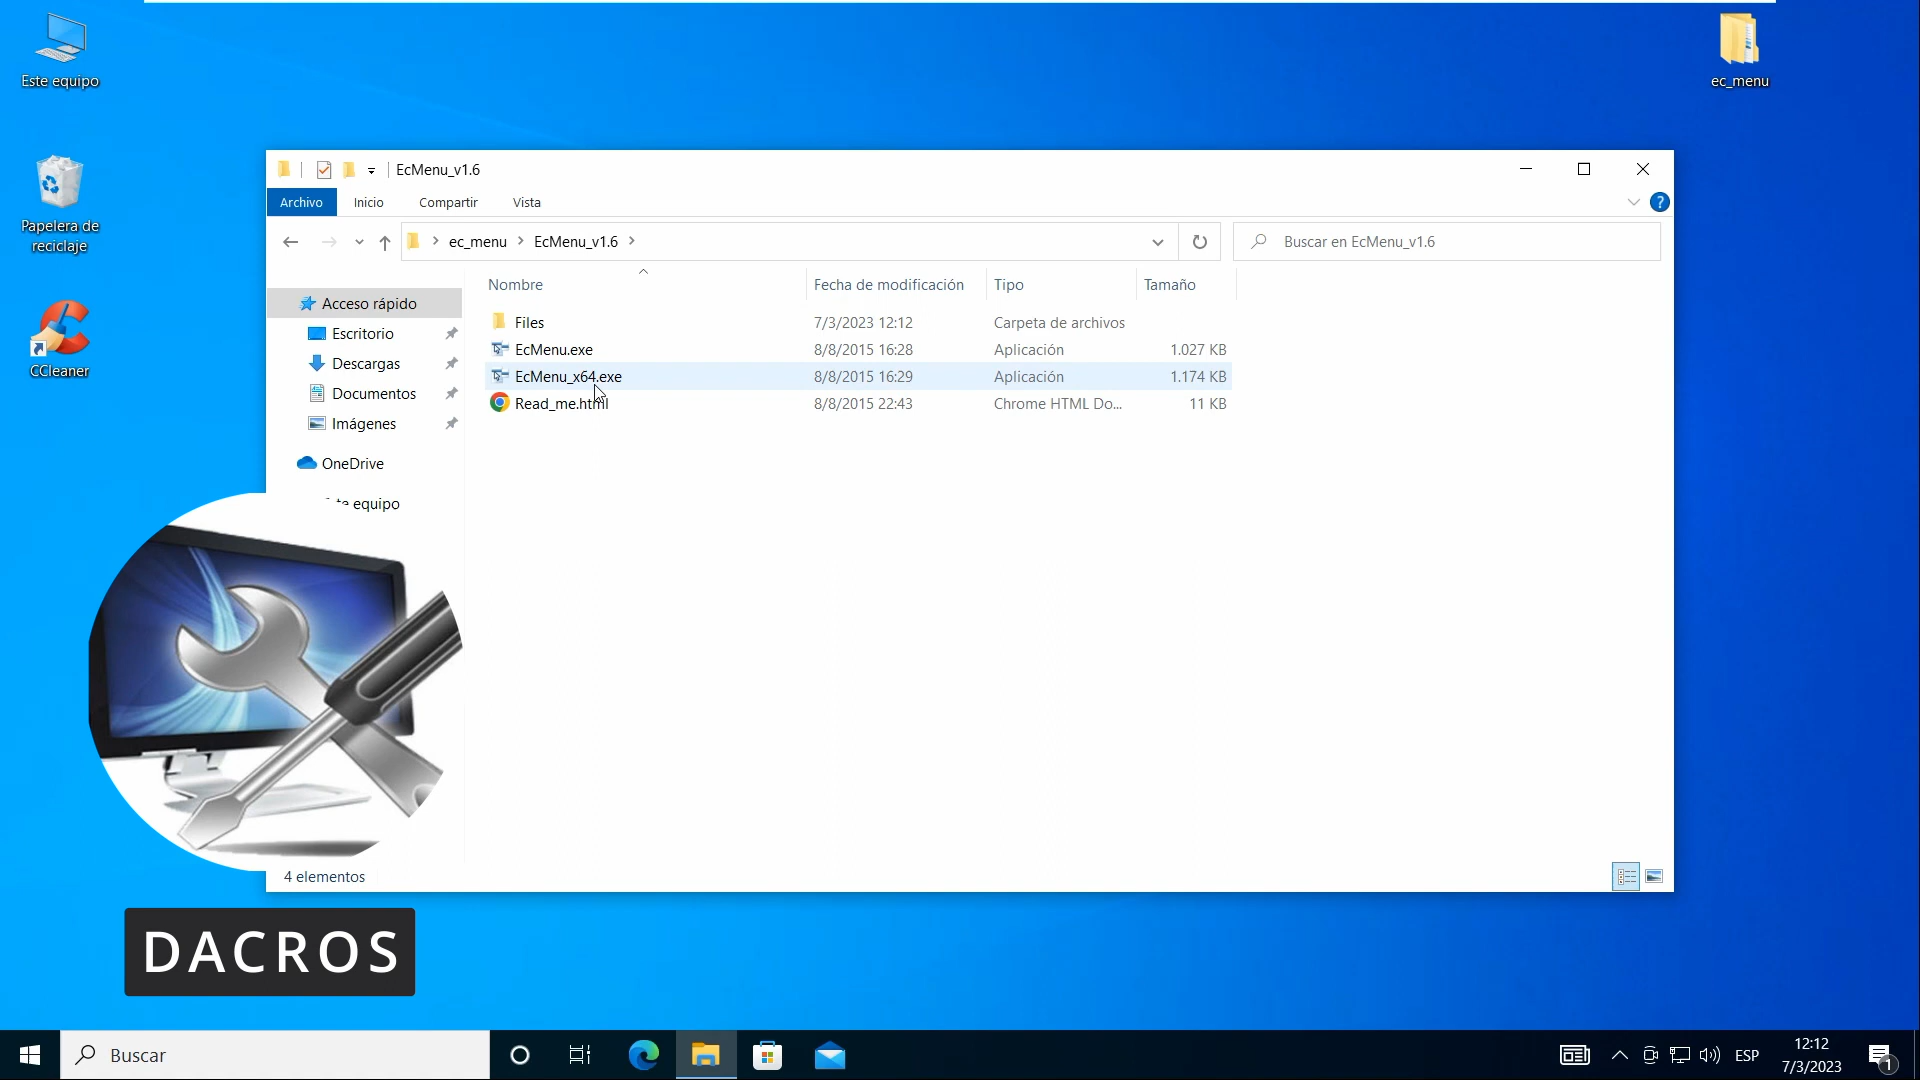 Este equipo
Papelera de
reciclaje
CCleaner
ec_menu
EcMenu_v1.6
Archivo
Inicio
Compartir
Vista
?
ec_menu
EcMenu_v1.6
Buscar en EcMenu_v1.6
Acceso rápido
Escritorio
Descargas
Documentos
Imágenes
OneDrive
equipo
Nombre Fecha de modificación Tipo Tamaño
Files 7/3/2023 12:12 Carpeta de archivos
EcMenu.exe 8/8/2015 16:28 Aplicación 1.027 KB
EcMenu_x64.exe 8/8/2015 16:29 Aplicación 1.174 KB
Read_me.html 8/8/2015 22:43 Chrome HTML Do... 11 KB
4 elementos
DACROS
Buscar
ESP
12:12
7/3/2023
1